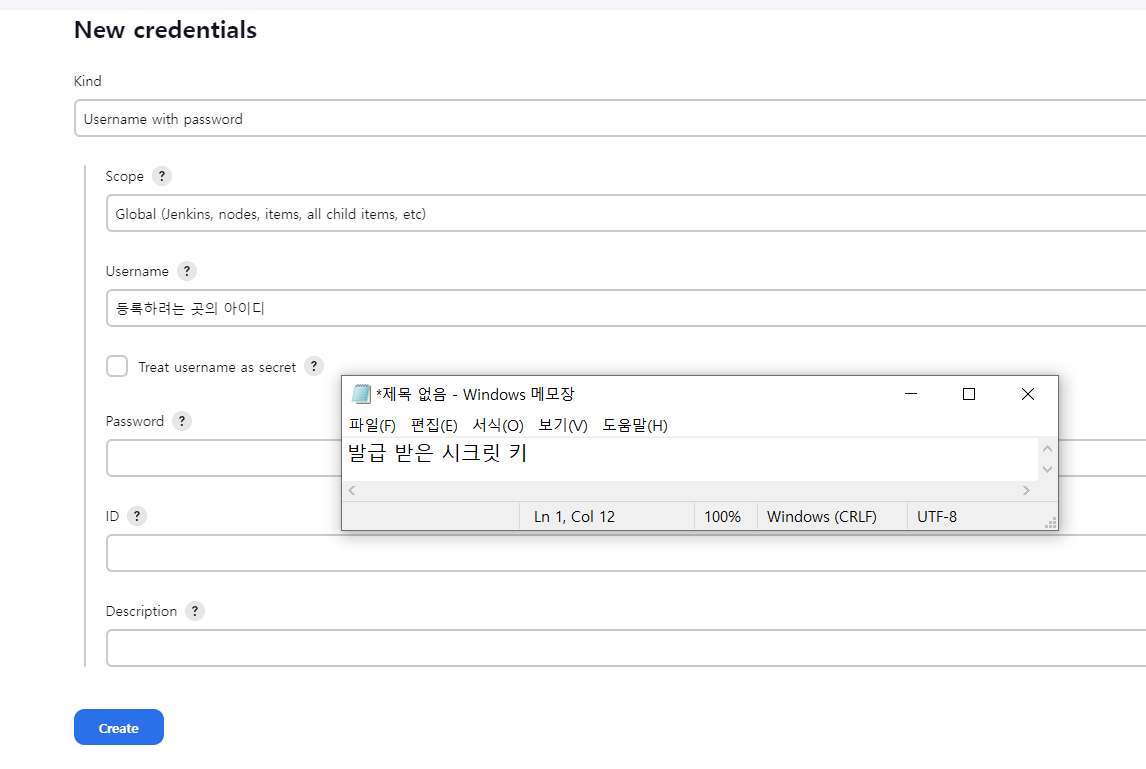 New credentials
Kind
Username with password
Scope ?
Global (Jenkins, nodes, items, all child items, etc)
Username ?
등록하려는 곳의 아이디
Treat username as secret ?
Password ?
*제목 없음 - Windows 메모장
파일(F) 편집(E) 서식(O) 보기(V) 도움말(H)
발급 받은 시크릿 키
Ln 1, Col 12 100% Windows (CRLF) UTF-8
ID ?
Description ?
Create